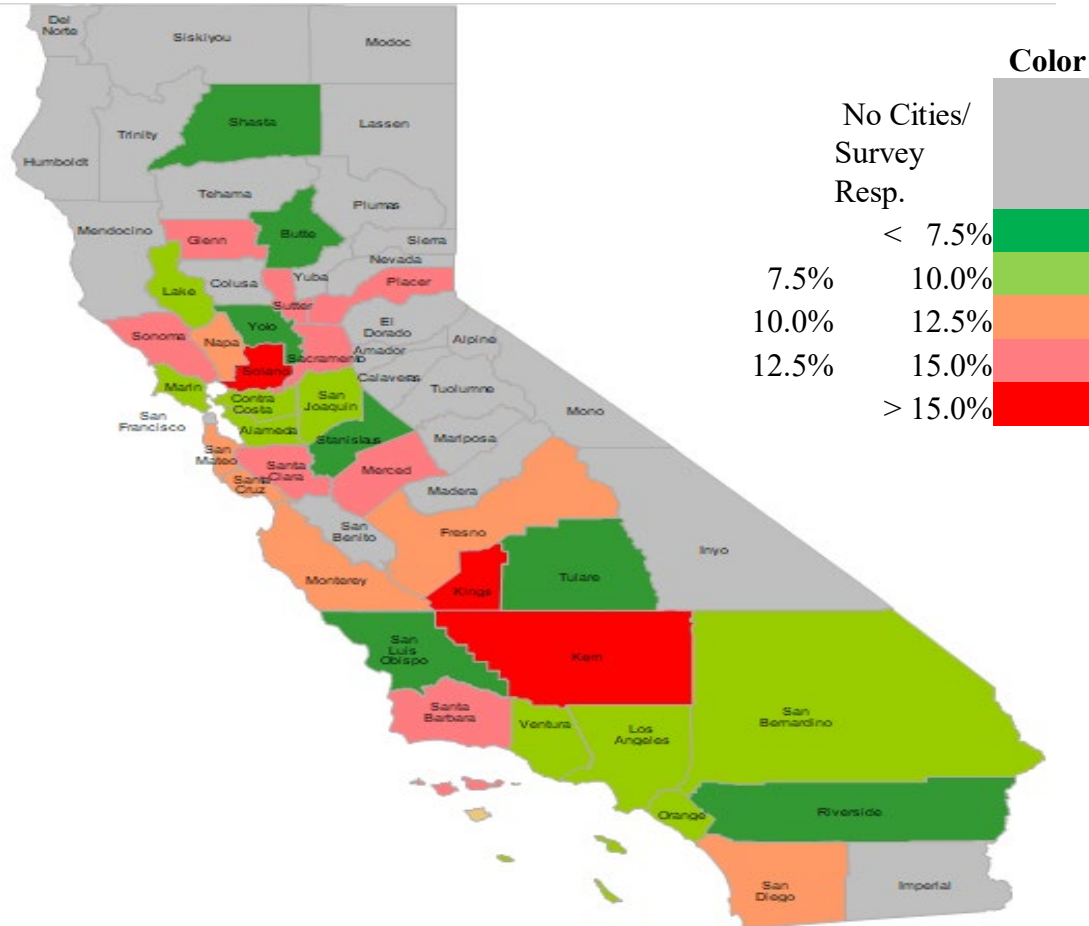 Del
Norte
Siskiyou
Modoc
Color
Shasta
Lassen
Trinity
No Cities/
Survey
Resp.
Humboldt
Tehama
Plumas
Mendocino
Glenn
Butte
Sierra
< 7.5%
Nevada
Lake
Colusa
Yuba
Placer
7.5% 10.0%
Sutter
Yolo
El
Dorado
10.0% 12.5%
Sonoma
Napa
Sacramento
Amador
Alpine
Solano
12.5% 15.0%
Marin
Contra
Costa
San
Joaquin
Calaveras
Tuolumne
> 15.0%
San
Francisco
Alameda
Stanislaus
Mono
San
Mateo
Santa
Clara
Merced
Mariposa
Santa
Cruz
Madera
San
Benito
Fresno
Inyo
Monterey
Kings
Tulare
San
Luis
Obispo
Kern
Santa
Barbara
Ventura
Los
Angeles
San
Bernardino
Orange
Riverside
San
Diego
Imperial